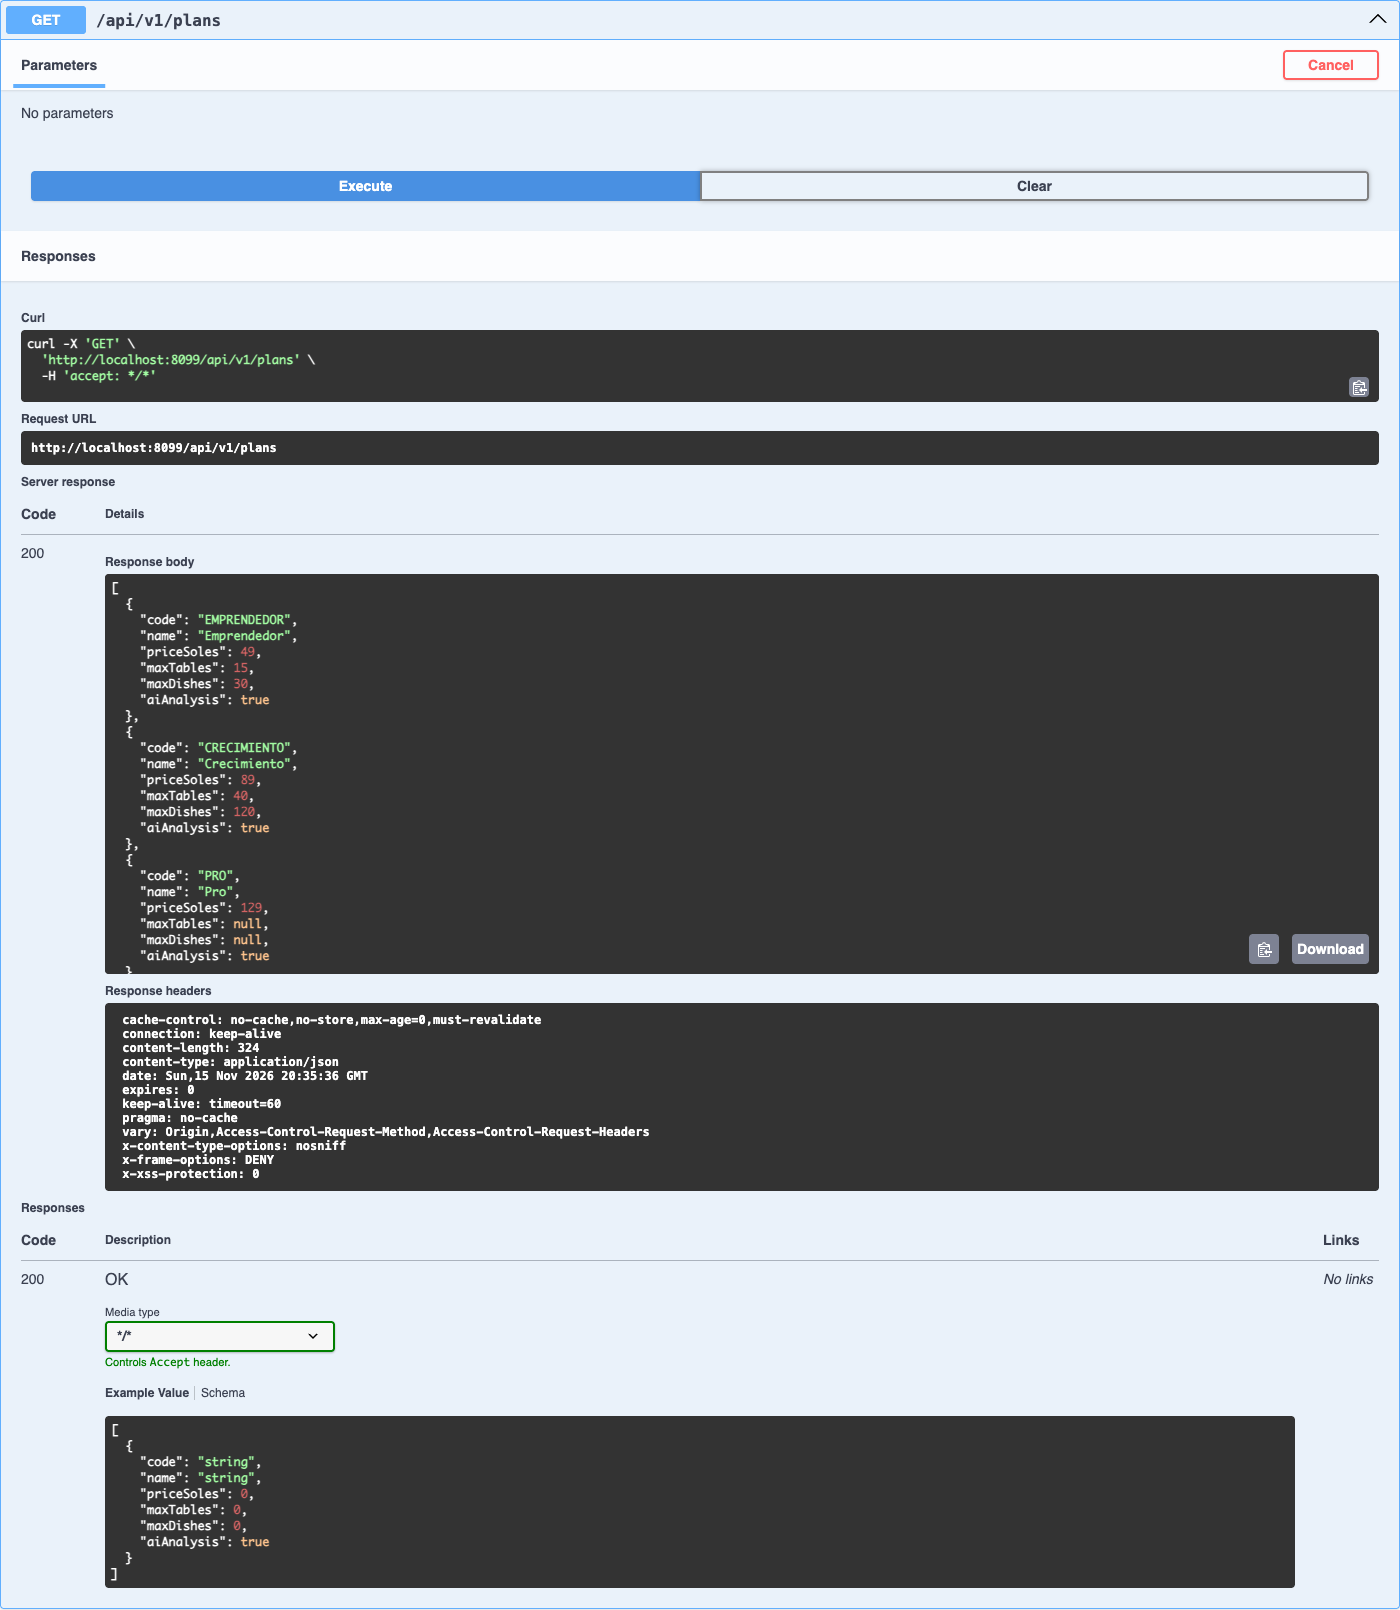 GET /api/v1/plans
Parameters
Cancel
No parameters
Execute
Clear
Responses
Curl
curl -X 'GET' \
  'http://localhost:8099/api/v1/plans' \
  -H 'accept: */*'
Request URL
http://localhost:8099/api/v1/plans
Server response
Code Details
200
Response body
[
  {
    "code": "EMPRENDEDOR",
    "name": "Emprendedor",
    "priceSoles": 49,
    "maxTables": 15,
    "maxDishes": 30,
    "aiAnalysis": true
  },
  {
    "code": "CRECIMIENTO",
    "name": "Crecimiento",
    "priceSoles": 89,
    "maxTables": 40,
    "maxDishes": 120,
    "aiAnalysis": true
  },
  {
    "code": "PRO",
    "name": "Pro",
    "priceSoles": 129,
    "maxTables": null,
    "maxDishes": null,
    "aiAnalysis": true
  }
Download
Response headers
cache-control: no-cache,no-store,max-age=0,must-revalidate
connection: keep-alive
content-length: 324
content-type: application/json
date: Sun,15 Nov 2026 20:35:36 GMT
expires: 0
keep-alive: timeout=60
pragma: no-cache
vary: Origin,Access-Control-Request-Method,Access-Control-Request-Headers
x-content-type-options: nosniff
x-frame-options: DENY
x-xss-protection: 0
Responses
Code Description Links
200 OK No links
Media type
*/*
Controls Accept header.
Example Value Schema
[
  {
    "code": "string",
    "name": "string",
    "priceSoles": 0,
    "maxTables": 0,
    "maxDishes": 0,
    "aiAnalysis": true
  }
]